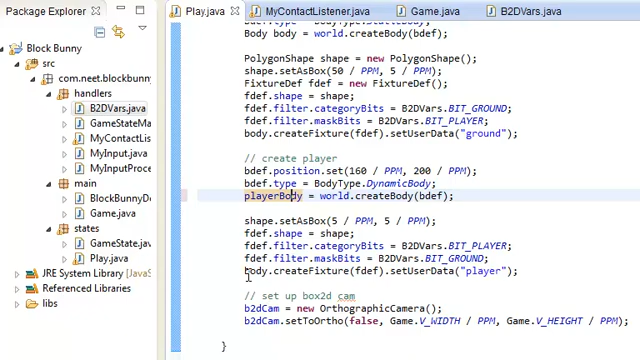 Package Explorer
Play.java
MyContactListener.java
Game.java
B2DVars.java
Block Bunny
src
com.neet.blockbunny
handlers
B2DVars.java
GameStateMa
MyContactLis
MyInput.java
MyInputProce
main
BlockBunnyDe
Game.java
states
GameState.java
Play.java
JRE System Library [J
Referenced Libraries
libs
Body body = world.createBody(bdef);
PolygonShape shape = new PolygonShape();
shape.setAsBox(50 / PPM, 5 / PPM);
FixtureDef fdef = new FixtureDef();
fdef.shape = shape;
fdef.filter.categoryBits = B2DVars.BIT_GROUND;
fdef.filter.maskBits = B2DVars.BIT_PLAYER;
body.createFixture(fdef).setUserData("ground");
// create player
bdef.position.set(160 / PPM, 200 / PPM);
bdef.type = BodyType.DynamicBody;
playerBody = world.createBody(bdef);
shape.setAsBox(5 / PPM, 5 / PPM);
fdef.shape = shape;
fdef.filter.categoryBits = B2DVars.BIT_PLAYER;
fdef.filter.maskBits = B2DVars.BIT_GROUND;
body.createFixture(fdef).setUserData("player");
// set up box2d cam
b2dCam = new OrthographicCamera();
b2dCam.setToOrtho(false, Game.V_WIDTH / PPM, Game.V_HEIGHT / PPM);
}